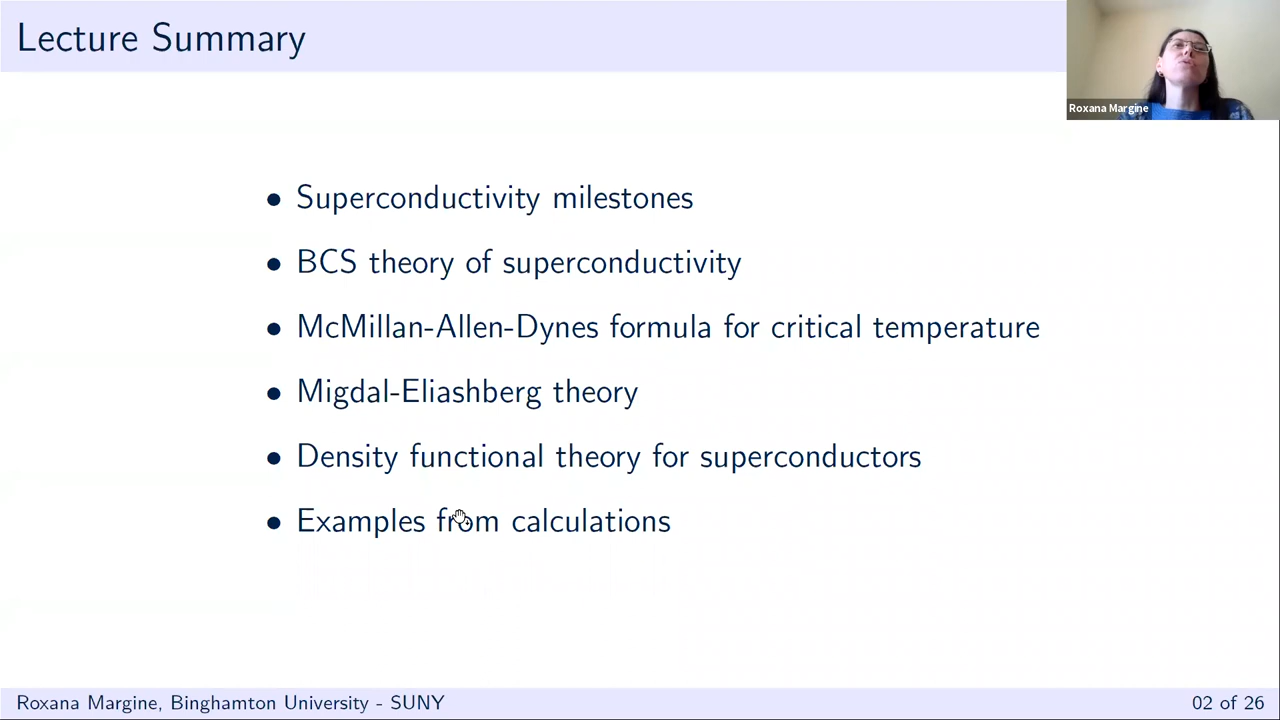 Lecture Summary
Roxana Margine
• Superconductivity milestones
• BCS theory of superconductivity
• McMillan-Allen-Dynes formula for critical temperature
• Migdal-Eliashberg theory
• Density functional theory for superconductors
• Examples from calculations
Roxana Margine, Binghamton University - SUNY
02 of 26